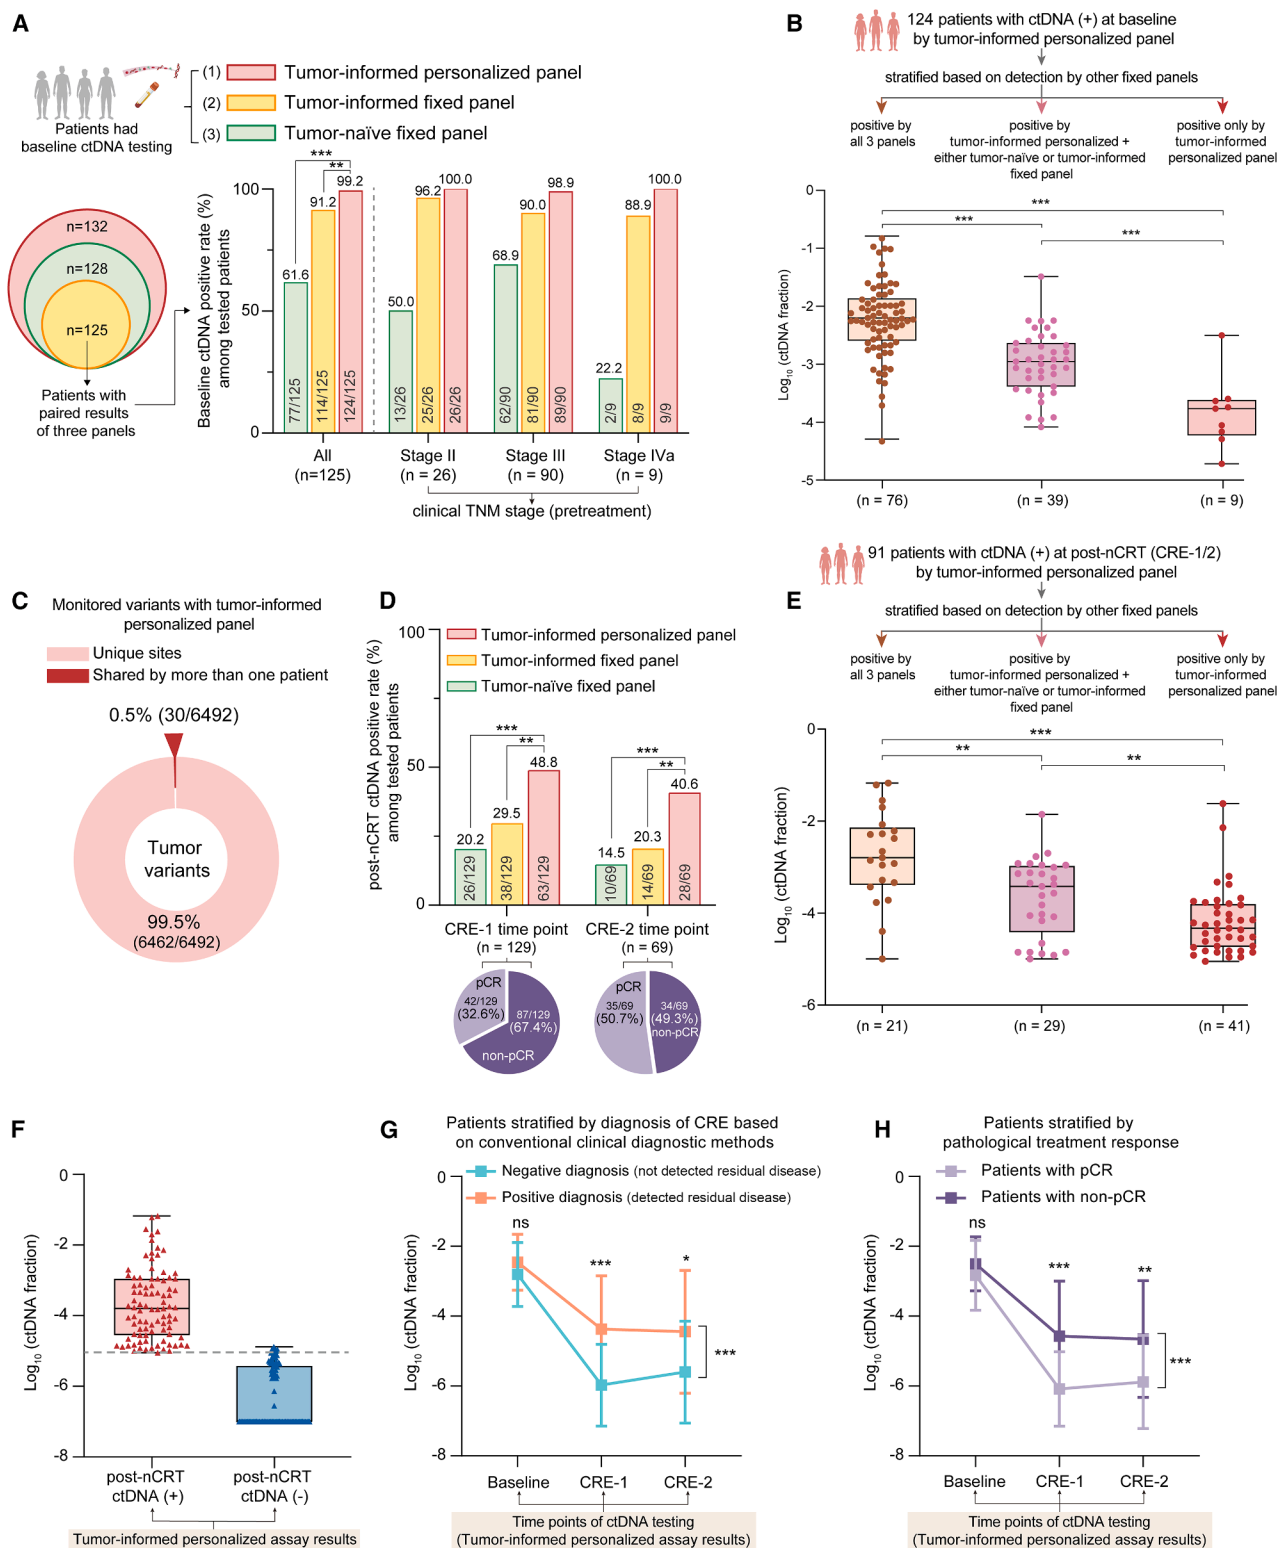 A
Patients had
baseline ctDNA testing
(1) Tumor-informed personalized panel
(2) Tumor-informed fixed panel
(3) Tumor-naïve fixed panel
n=132
n=128
n=125
Patients with
paired results
of three panels
Baseline ctDNA positive rate (%)
among tested patients
100
50
0
***
**
61.6
91.2
99.2
50.0
96.2
100.0
68.9
90.0
98.9
22.2
88.9
100.0
77/125
114/125
124/125
13/26
25/26
26/26
62/90
81/90
89/90
2/9
8/9
9/9
All
(n=125)
Stage II
(n = 26)
Stage III
(n = 90)
Stage IVa
(n = 9)
clinical TNM stage (pretreatment)
B
124 patients with ctDNA (+) at baseline
by tumor-informed personalized panel
stratified based on detection by other fixed panels
positive by
all 3 panels
positive by
tumor-informed personalized +
either tumor-naïve or tumor-informed
fixed panel
positive only by
tumor-informed
personalized panel
Log10 (ctDNA fraction)
0
-1
-2
-3
-4
-5
***
***
***
(n = 76)
(n = 39)
(n = 9)
C
Monitored variants with tumor-informed
personalized panel
Unique sites
Shared by more than one patient
0.5% (30/6492)
Tumor
variants
99.5%
(6462/6492)
D
post-nCRT ctDNA positive rate (%)
among tested patients
100
50
0
Tumor-informed personalized panel
Tumor-informed fixed panel
Tumor-naïve fixed panel
***
**
20.2
29.5
48.8
***
**
14.5
20.3
40.6
26/129
38/129
63/129
10/69
14/69
28/69
CRE-1 time point
(n = 129)
CRE-2 time point
(n = 69)
pCR
42/129
(32.6%)
87/129
(67.4%)
non-pCR
pCR
35/69
(50.7%)
34/69
(49.3%)
non-pCR
E
91 patients with ctDNA (+) at post-nCRT (CRE-1/2)
by tumor-informed personalized panel
stratified based on detection by other fixed panels
positive by
all 3 panels
positive by
tumor-informed personalized +
either tumor-naïve or tumor-informed
fixed panel
positive only by
tumor-informed
personalized panel
Log10 (ctDNA fraction)
0
-2
-4
-6
***
**
**
(n = 21)
(n = 29)
(n = 41)
F
Log10 (ctDNA fraction)
0
-2
-4
-6
-8
post-nCRT
ctDNA (+)
post-nCRT
ctDNA (-)
Tumor-informed personalized assay results
G
Patients stratified by diagnosis of CRE based
on conventional clinical diagnostic methods
Negative diagnosis (not detected residual disease)
Positive diagnosis (detected residual disease)
Log10 (ctDNA fraction)
0
-2
-4
-6
-8
ns
***
*
***
Baseline
CRE-1
CRE-2
Time points of ctDNA testing
(Tumor-informed personalized assay results)
H
Patients stratified by
pathological treatment response
Patients with pCR
Patients with non-pCR
Log10 (ctDNA fraction)
0
-2
-4
-6
-8
ns
***
**
***
Baseline
CRE-1
CRE-2
Time points of ctDNA testing
(Tumor-informed personalized assay results)